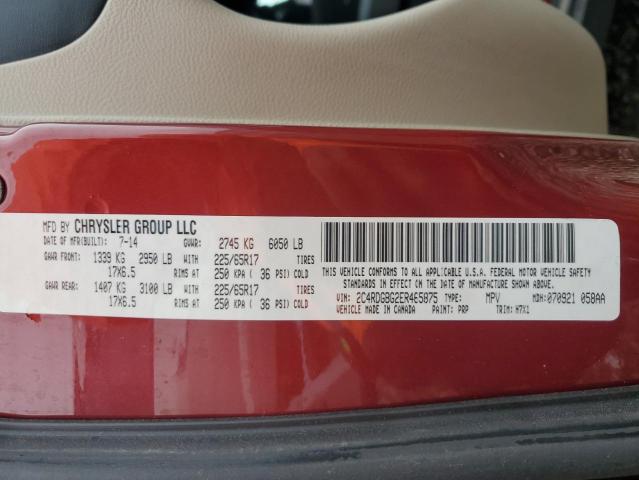 MFD BY CHRYSLER GROUP LLC
DATE OF MFR(BUILT): 7-14 GVWR: 2745 KG 6050 LB
GAWR FRONT: 1339 KG 2950 LB WITH 225/65R17 TIRES
17X6.5 RIMS AT 250 KPA ( 36 PSI) COLD
GAWR REAR: 1407 KG 3100 LB WITH 225/65R17 TIRES
17X6.5 RIMS AT 250 KPA ( 36 PSI) COLD
THIS VEHICLE CONFORMS TO ALL APPLICABLE U.S.A. FEDERAL MOTOR VEHICLE SAFETY
STANDARDS IN EFFECT ON THE DATE OF MANUFACTURE SHOWN ABOVE.
VIN: 2C4RDGBG2ER465875 TYPE: MPV MDH: 070921 058AA
VEHICLE MADE IN CANADA PAINT: PRP TRIM: H7X1